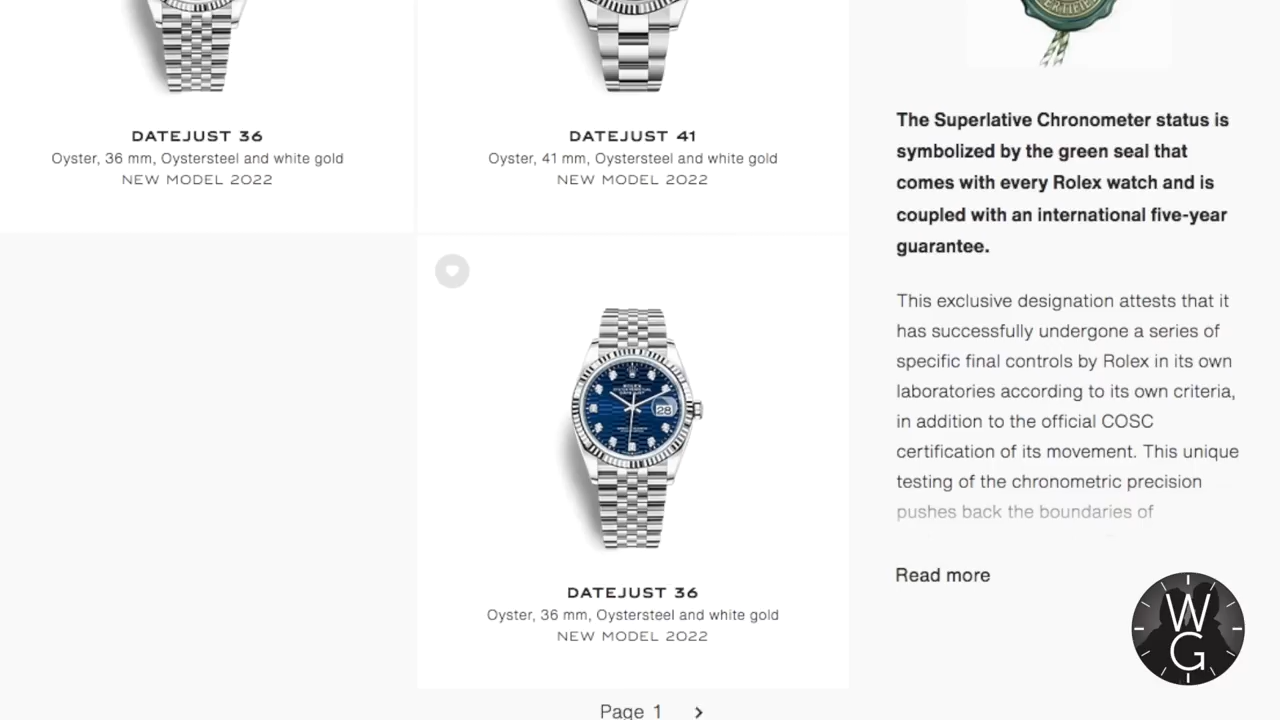 CERTIFIE
DATEJUST 36
Oyster, 36 mm, Oystersteel and white gold
NEW MODEL 2022
DATEJUST 41
Oyster, 41 mm, Oystersteel and white gold
NEW MODEL 2022
ROLEX
28
DATEJUST 36
Oyster, 36 mm, Oystersteel and white gold
NEW MODEL 2022
Page 1
The Superlative Chronometer status is
symbolized by the green seal that
comes with every Rolex watch and is
coupled with an international five-year
guarantee.
This exclusive designation attests that it
has successfully undergone a series of
specific final controls by Rolex in its own
laboratories according to its own criteria,
in addition to the official COSC
certification of its movement. This unique
testing of the chronometric precision
pushes back the boundaries of
Read more
W
G